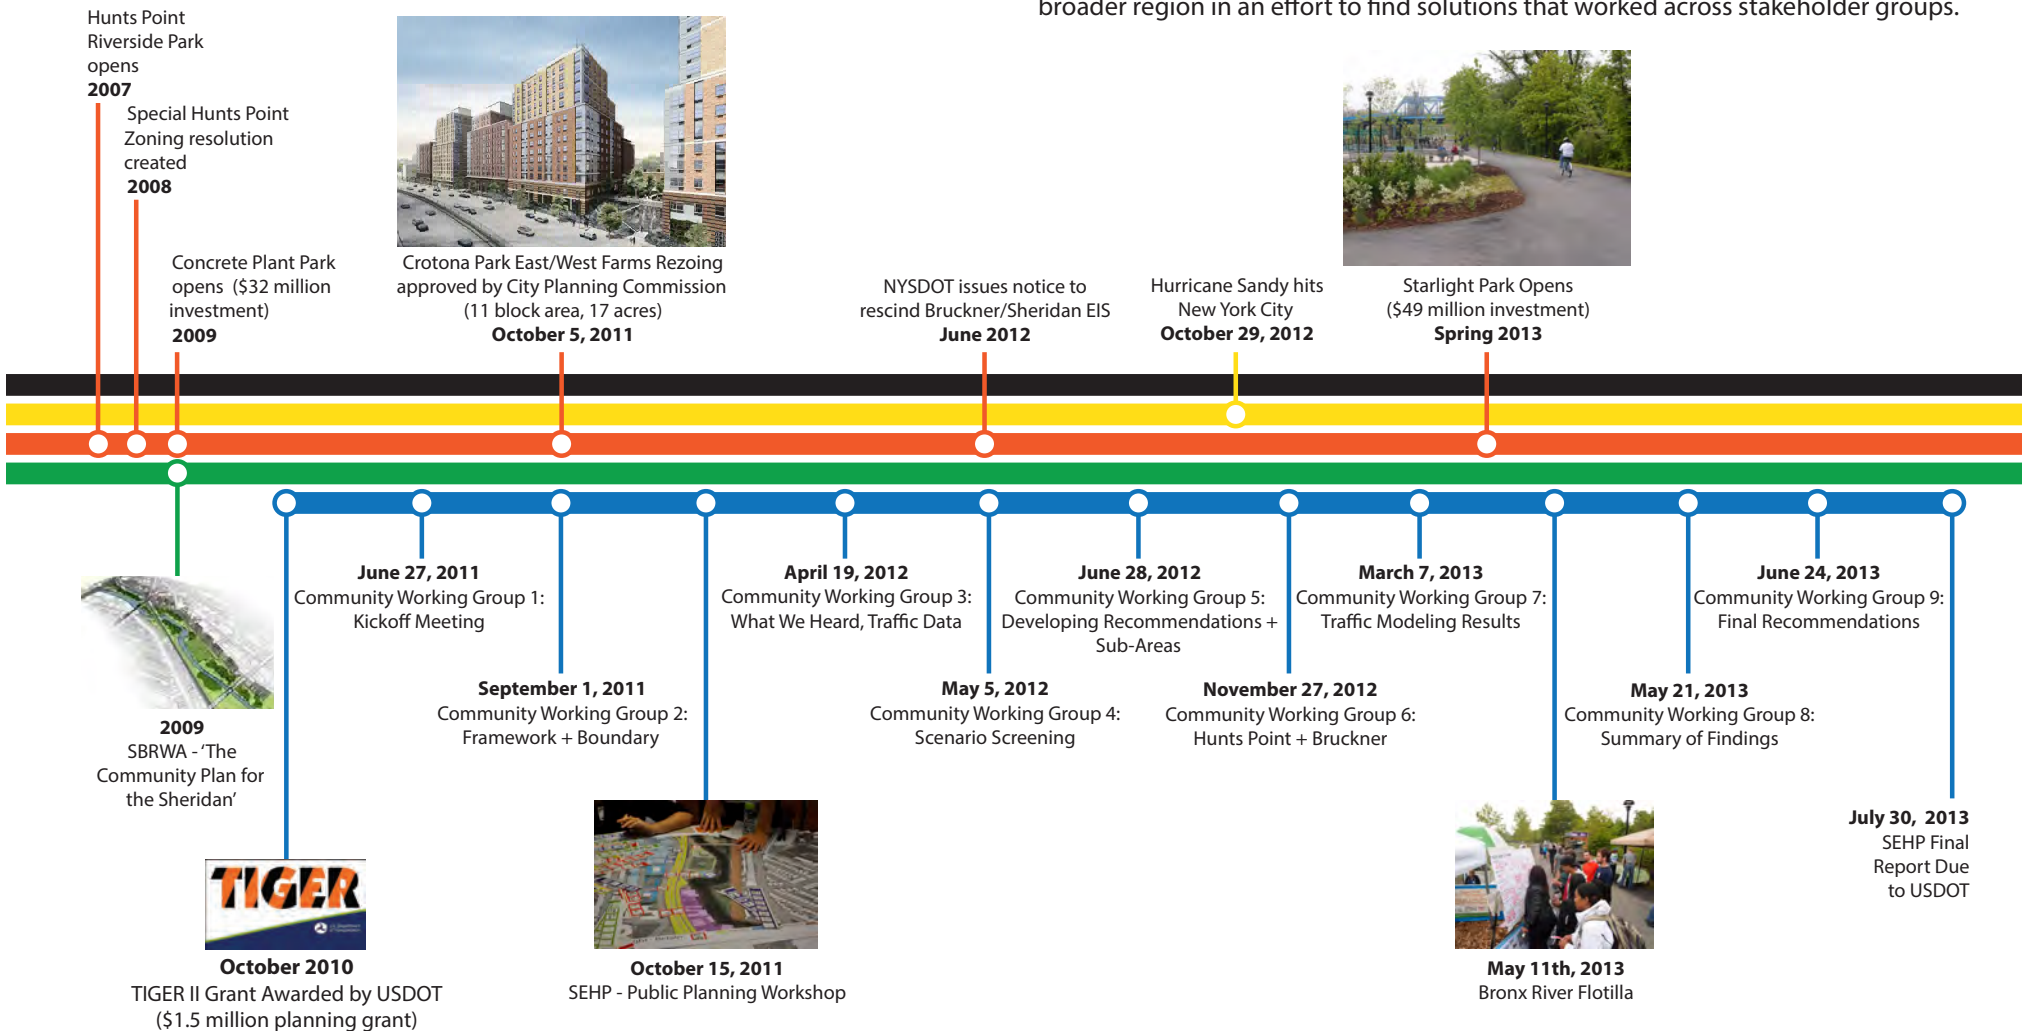 broader region in an effort to find solutions that worked across stakeholder groups.
Hunts Point
Riverside Park
opens
2007
Special Hunts Point
Zoning resolution
created
2008
Concrete Plant Park
opens ($32 million
investment)
2009
Crotona Park East/West Farms Rezoing
approved by City Planning Commission
(11 block area, 17 acres)
October 5, 2011
NYSDOT issues notice to
rescind Bruckner/Sheridan EIS
June 2012
Hurricane Sandy hits
New York City
October 29, 2012
Starlight Park Opens
($49 million investment)
Spring 2013
2009
SBRWA - ‘The
Community Plan for
the Sheridan’
TIGER
October 2010
TIGER II Grant Awarded by USDOT
($1.5 million planning grant)
June 27, 2011
Community Working Group 1:
Kickoff Meeting
September 1, 2011
Community Working Group 2:
Framework + Boundary
October 15, 2011
SEHP - Public Planning Workshop
April 19, 2012
Community Working Group 3:
What We Heard, Traffic Data
May 5, 2012
Community Working Group 4:
Scenario Screening
June 28, 2012
Community Working Group 5:
Developing Recommendations +
Sub-Areas
November 27, 2012
Community Working Group 6:
Hunts Point + Bruckner
March 7, 2013
Community Working Group 7:
Traffic Modeling Results
May 11th, 2013
Bronx River Flotilla
May 21, 2013
Community Working Group 8:
Summary of Findings
June 24, 2013
Community Working Group 9:
Final Recommendations
July 30, 2013
SEHP Final
Report Due
to USDOT